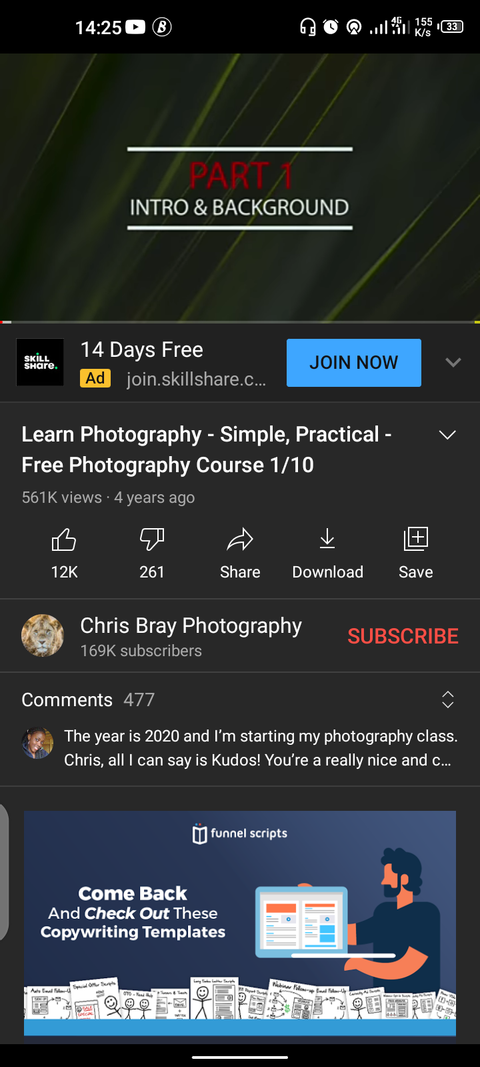 14:25
4G
155
K/s
33
PART 1
INTRO & BACKGROUND
SKILL
SHARE.
14 Days Free
Ad join.skillshare.c...
JOIN NOW
Learn Photography - Simple, Practical -
Free Photography Course 1/10
561K views · 4 years ago
12K
261
Share
Download
Save
Chris Bray Photography
169K subscribers
SUBSCRIBE
Comments 477
The year is 2020 and I'm starting my photography class.
Chris, all I can say is Kudos! You're a really nice and c...
funnel scripts
Come Back
And Check Out These
Copywriting Templates